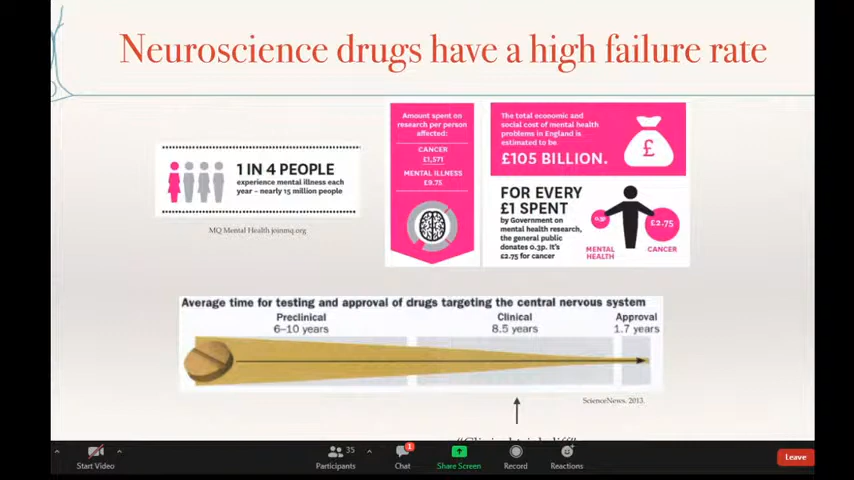 Neuroscience drugs have a high failure rate
1 IN 4 PEOPLE
experience mental illness each
year – nearly 15 million people
MQ Mental Health joinmq.org
Amount spent on
research per person
affected:
CANCER
£1,571
MENTAL ILLNESS
£9.75
The total economic and
social cost of mental health
problems in England is
estimated to be
£105 BILLION.
£
FOR EVERY
£1 SPENT
by Government on
mental health research,
the general public
donates 0.3p. It's
£2.75 for cancer
0.3p
£2.75
MENTAL
HEALTH
CANCER
Average time for testing and approval of drugs targeting the central nervous system
Preclinical
6–10 years
Clinical
8.5 years
Approval
1.7 years
ScienceNews. 2013.
Start Video
35
Participants
1
Chat
Share Screen
Record
Reactions
Leave